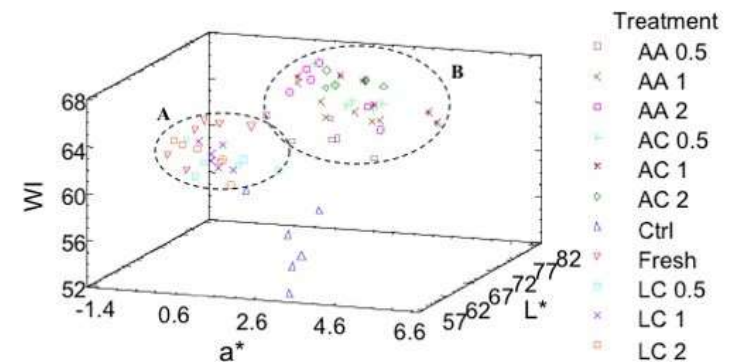 Treatment
AA 0.5
AA 1
AA 2
AC 0.5
AC 1
AC 2
Ctrl
Fresh
LC 0.5
LC 1
LC 2
A
B
WI
68
64
60
56
52
-1.4
0.6
2.6
4.6
6.6
a*
57
62
67
72
77
82
L*